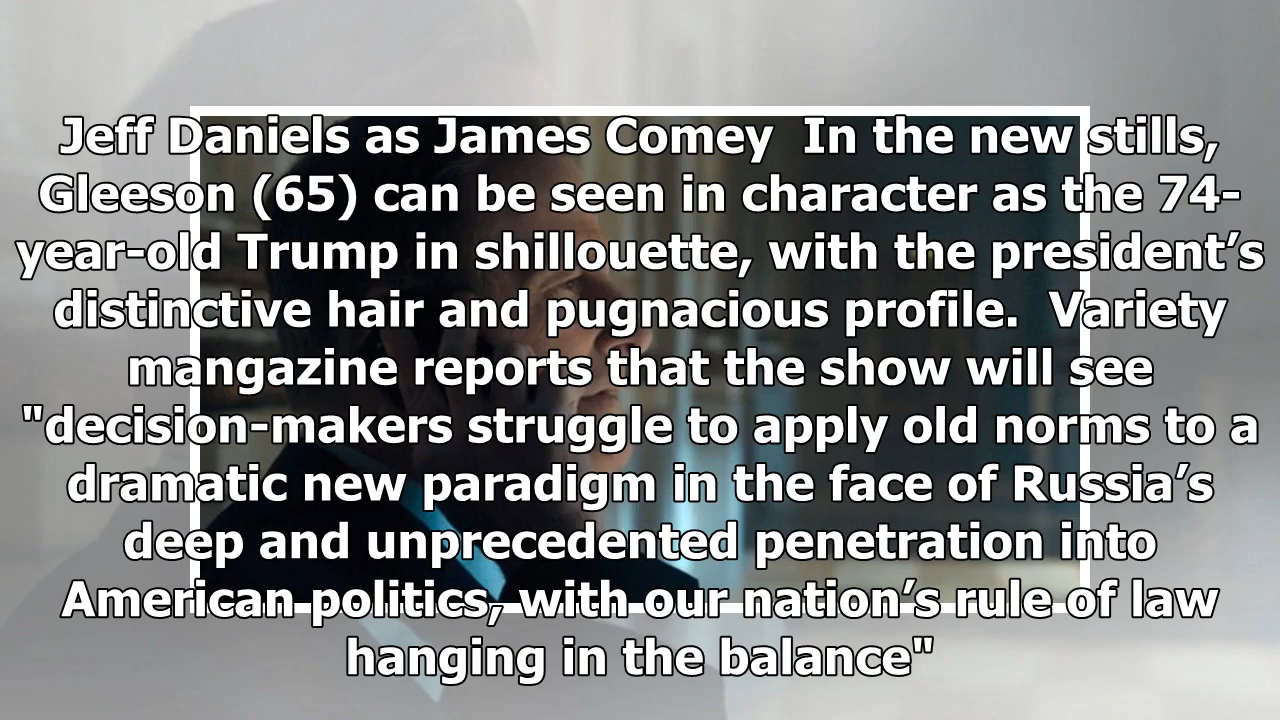 Jeff Daniels as James Comey  In the new stills,
Gleeson (65) can be seen in character as the 74-
year-old Trump in shillouette, with the president’s
distinctive hair and pugnacious profile.  Variety
mangazine reports that the show will see
"decision-makers struggle to apply old norms to a
dramatic new paradigm in the face of Russia’s
deep and unprecedented penetration into
American politics, with our nation’s rule of law
hanging in the balance"